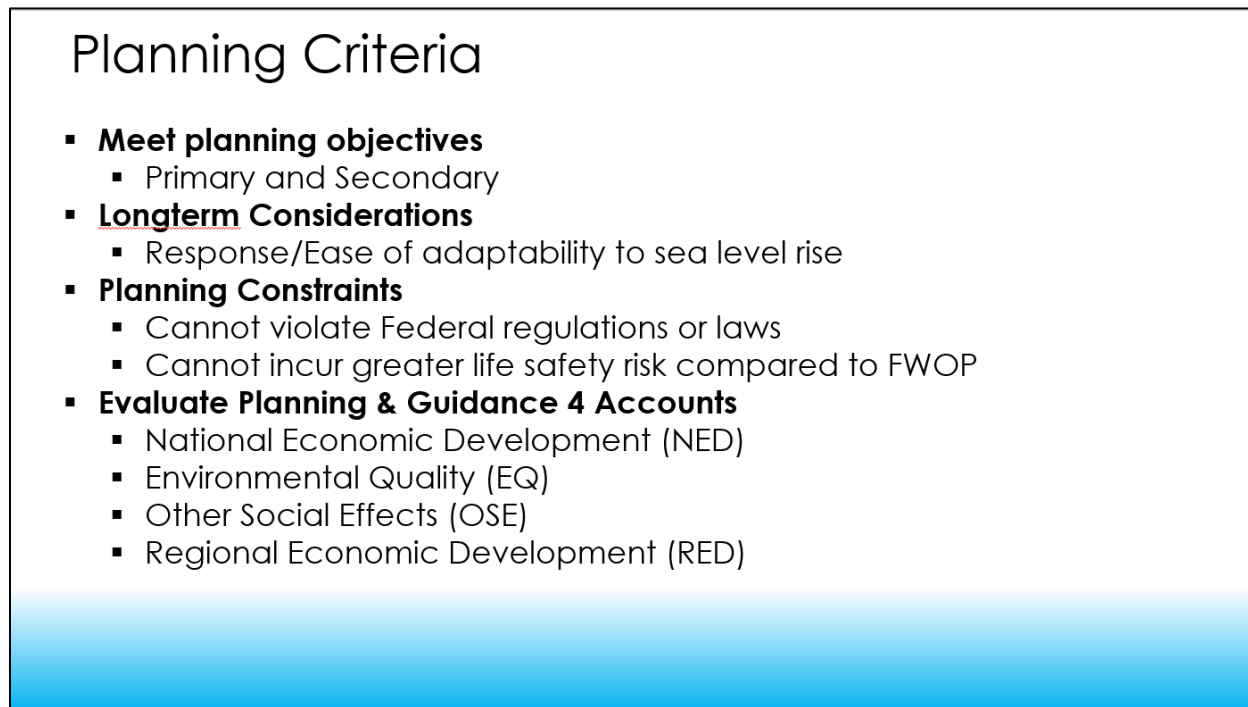 Planning Criteria
▪ Meet planning objectives
▪ Primary and Secondary
▪ Longterm Considerations
▪ Response/Ease of adaptability to sea level rise
▪ Planning Constraints
▪ Cannot violate Federal regulations or laws
▪ Cannot incur greater life safety risk compared to FWOP
▪ Evaluate Planning & Guidance 4 Accounts
▪ National Economic Development (NED)
▪ Environmental Quality (EQ)
▪ Other Social Effects (OSE)
▪ Regional Economic Development (RED)